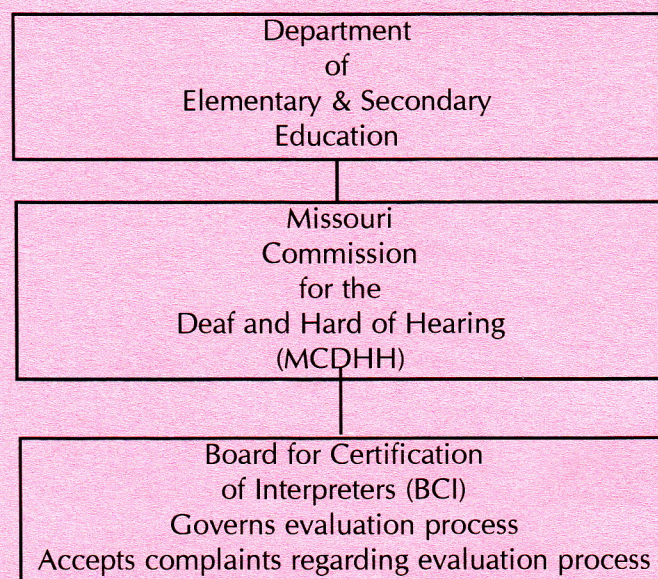 Department
of
Elementary & Secondary
Education
Missouri
Commission
for the
Deaf and Hard of Hearing
(MCDHH)
Board for Certification
of Interpreters (BCI)
Governs evaluation process
Accepts complaints regarding evaluation process